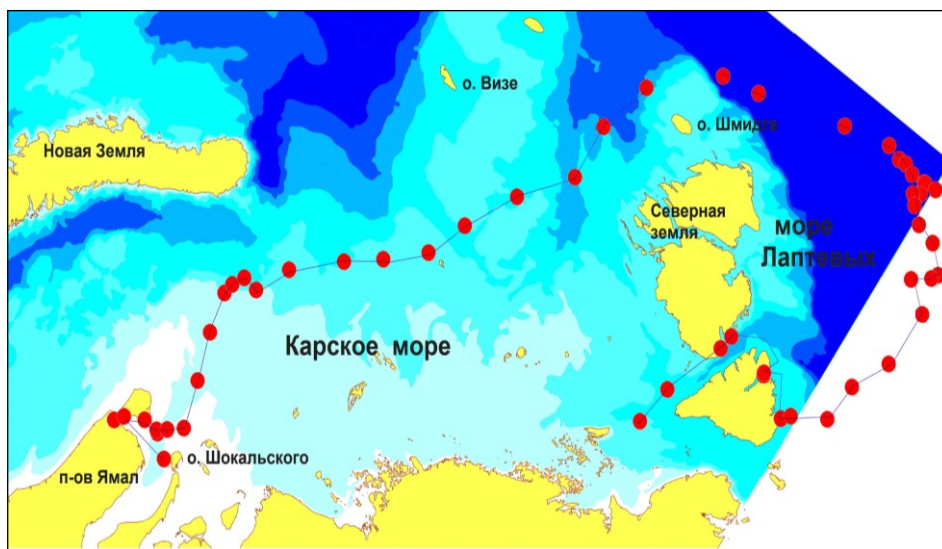 о. Визе
о. Шмидта
Новая Земля
Северная
земля
море
Лаптевых
Карское море
о. Шокальского
п-ов Ямал